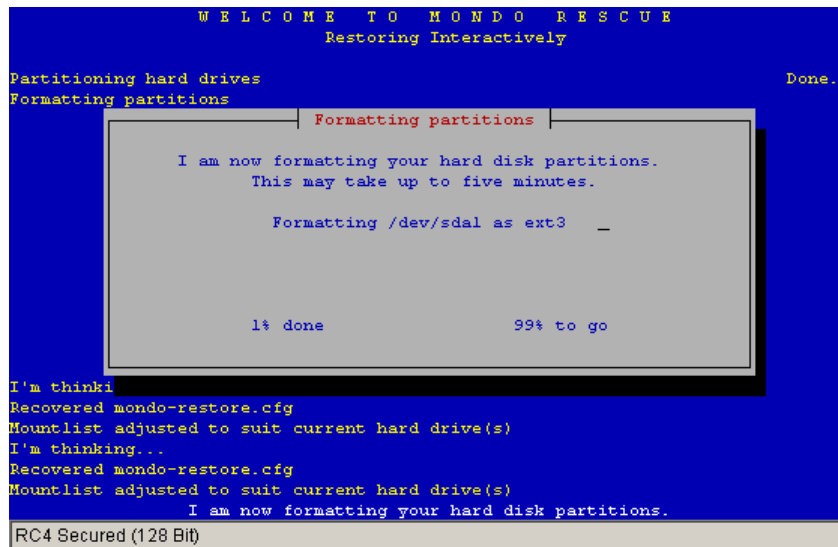 W E L C O M E   T O   M O N D O   R E S C U E
Restoring Interactively
Partitioning hard drives Done.
Formatting partitions
Formatting partitions
I am now formatting your hard disk partitions.
This may take up to five minutes.
Formatting /dev/sda1 as ext3 _
1% done 99% to go
I'm thinki
Recovered mondo-restore.cfg
Mountlist adjusted to suit current hard drive(s)
I'm thinking...
Recovered mondo-restore.cfg
Mountlist adjusted to suit current hard drive(s)
I am now formatting your hard disk partitions.
RC4 Secured (128 Bit)